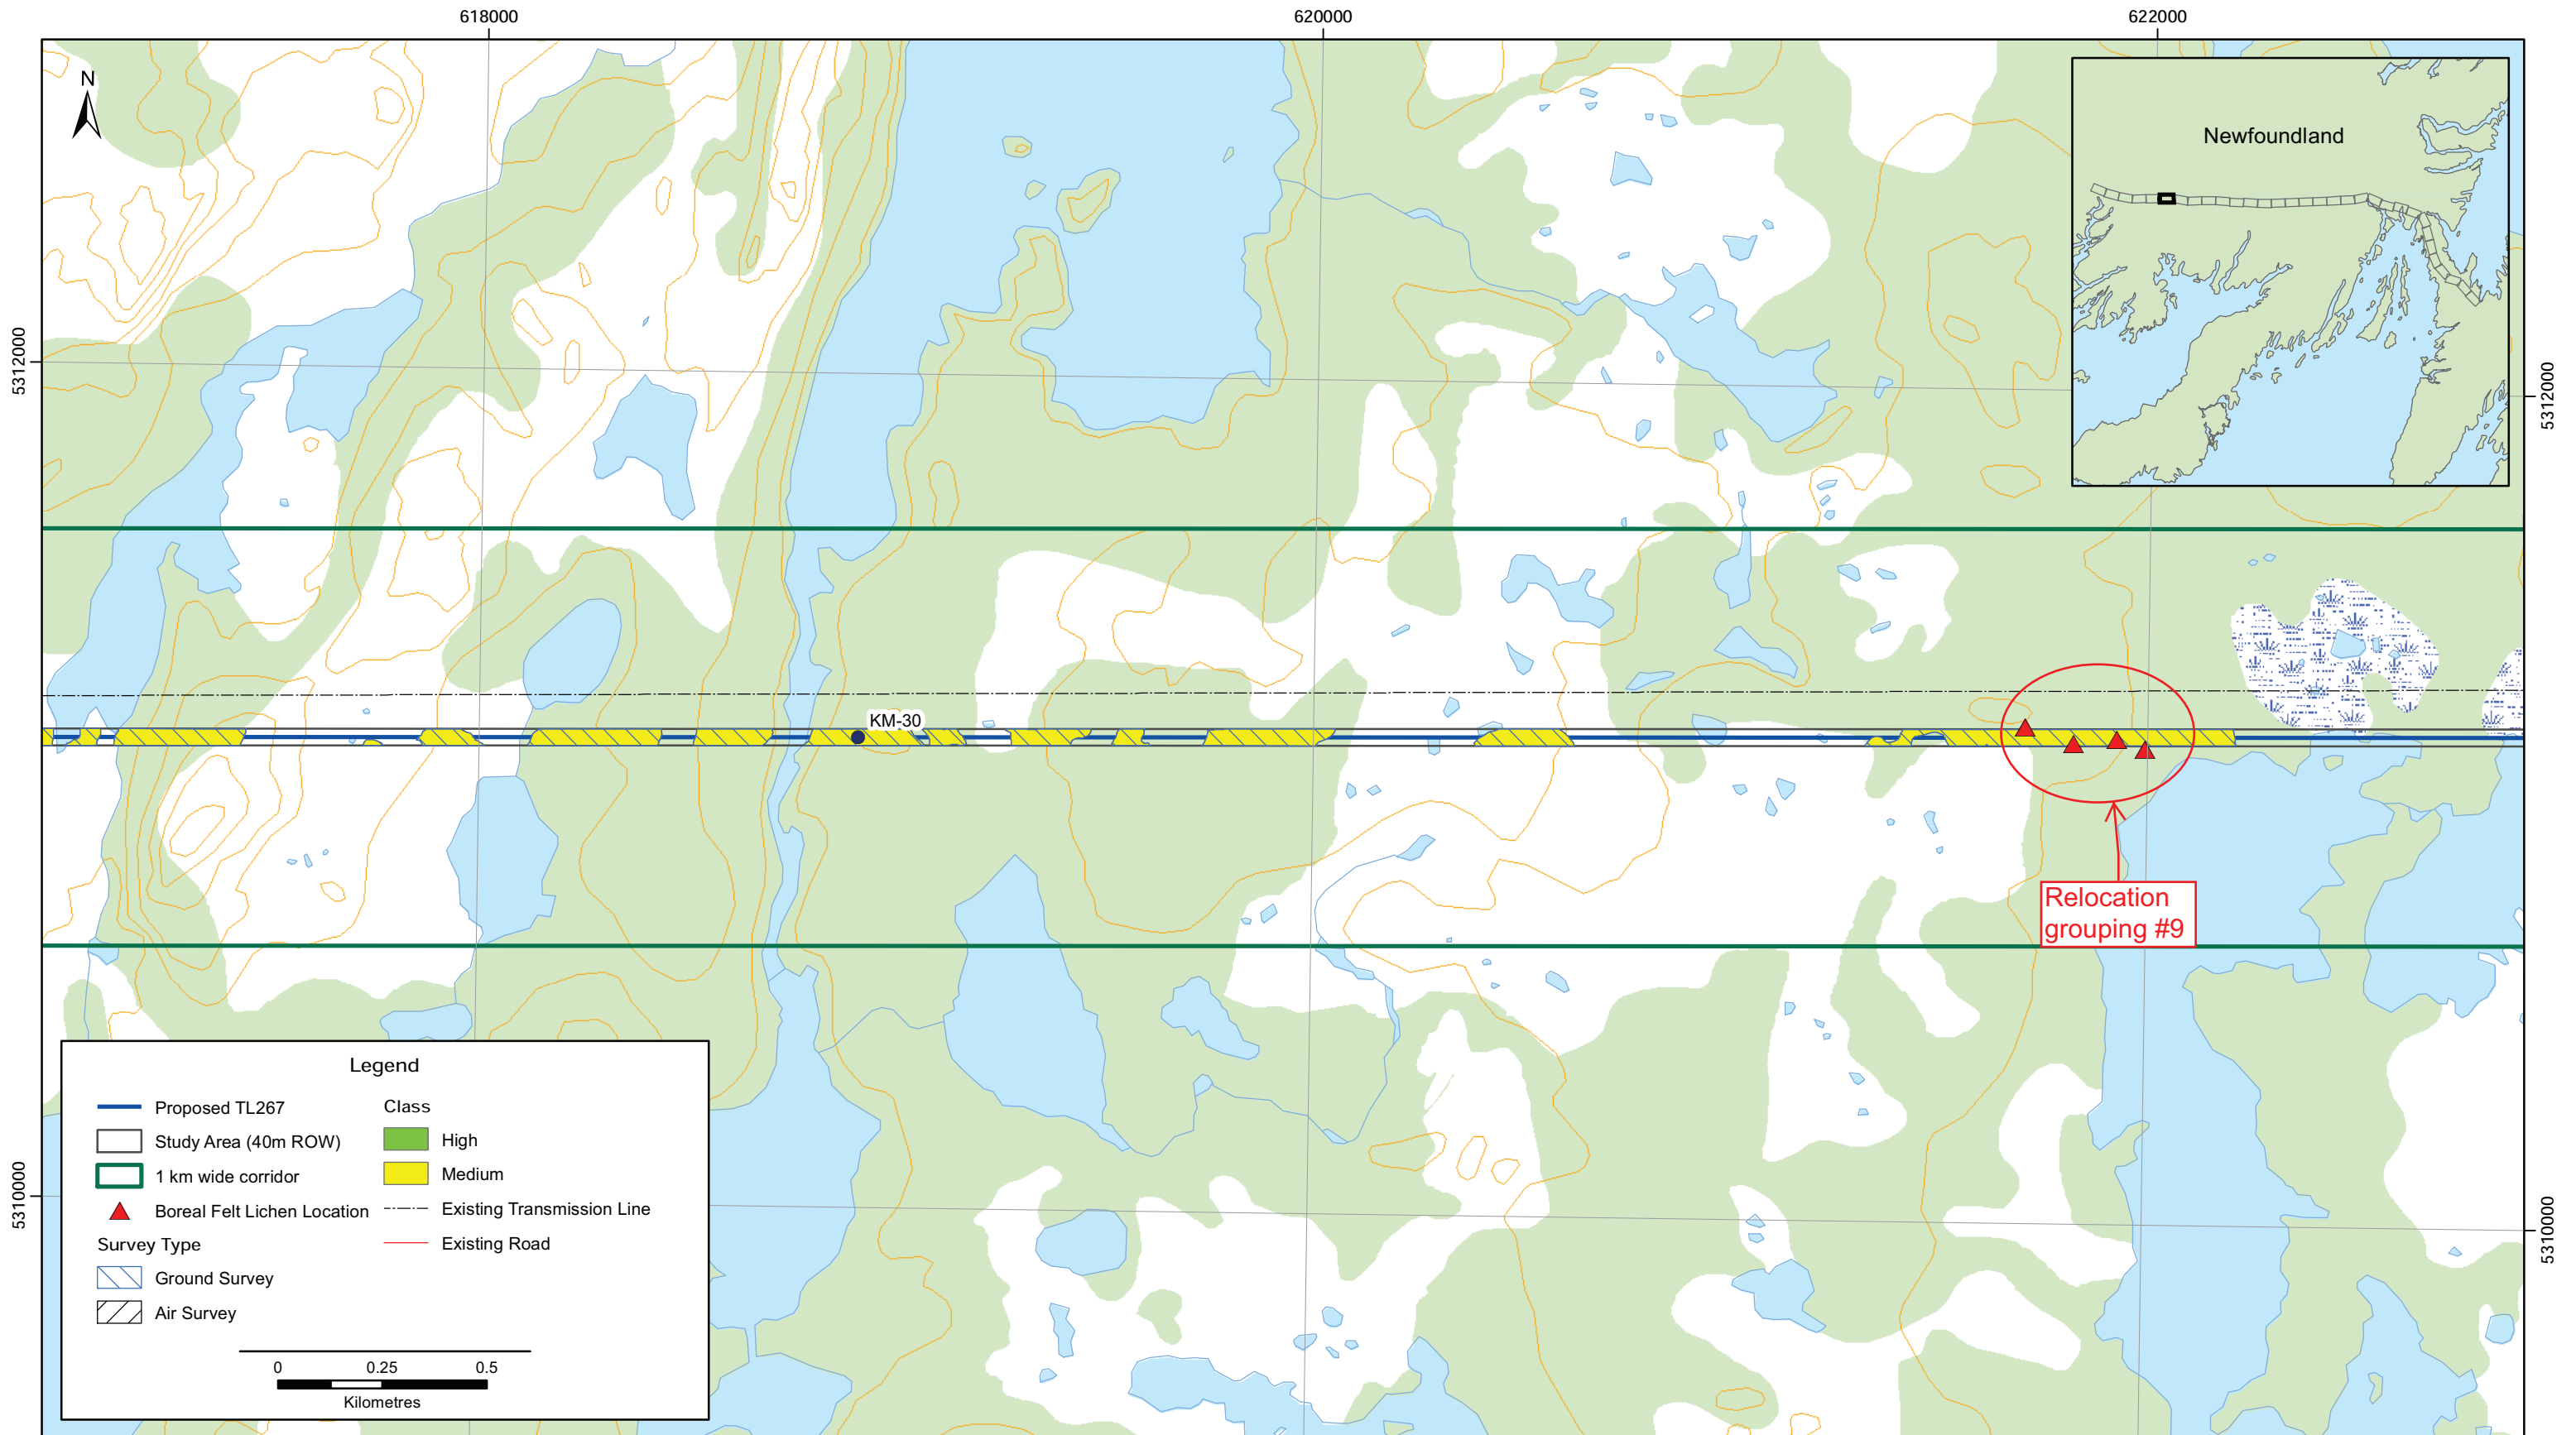 618000
620000
622000
N
Newfoundland
5312000
5312000
KM-30
Relocation
grouping #9
5310000
5310000
Legend
Proposed TL267
Study Area (40m ROW)
1 km wide corridor
Boreal Felt Lichen Location
Survey Type
Ground Survey
Air Survey
Class
High
Medium
Existing Transmission Line
Existing Road
0 0.25 0.5
Kilometres